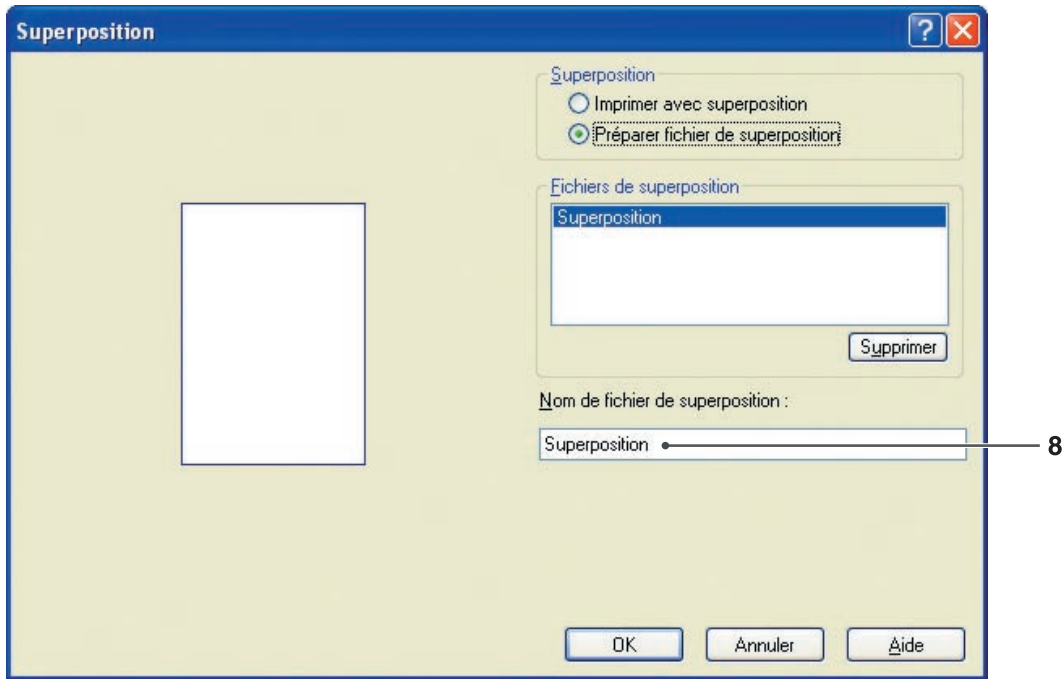 Superposition
Superposition
Imprimer avec superposition
Préparer fichier de superposition
Fichiers de superposition
Superposition
Supprimer
Nom de fichier de superposition :
Superposition
8
OK
Annuler
Aide